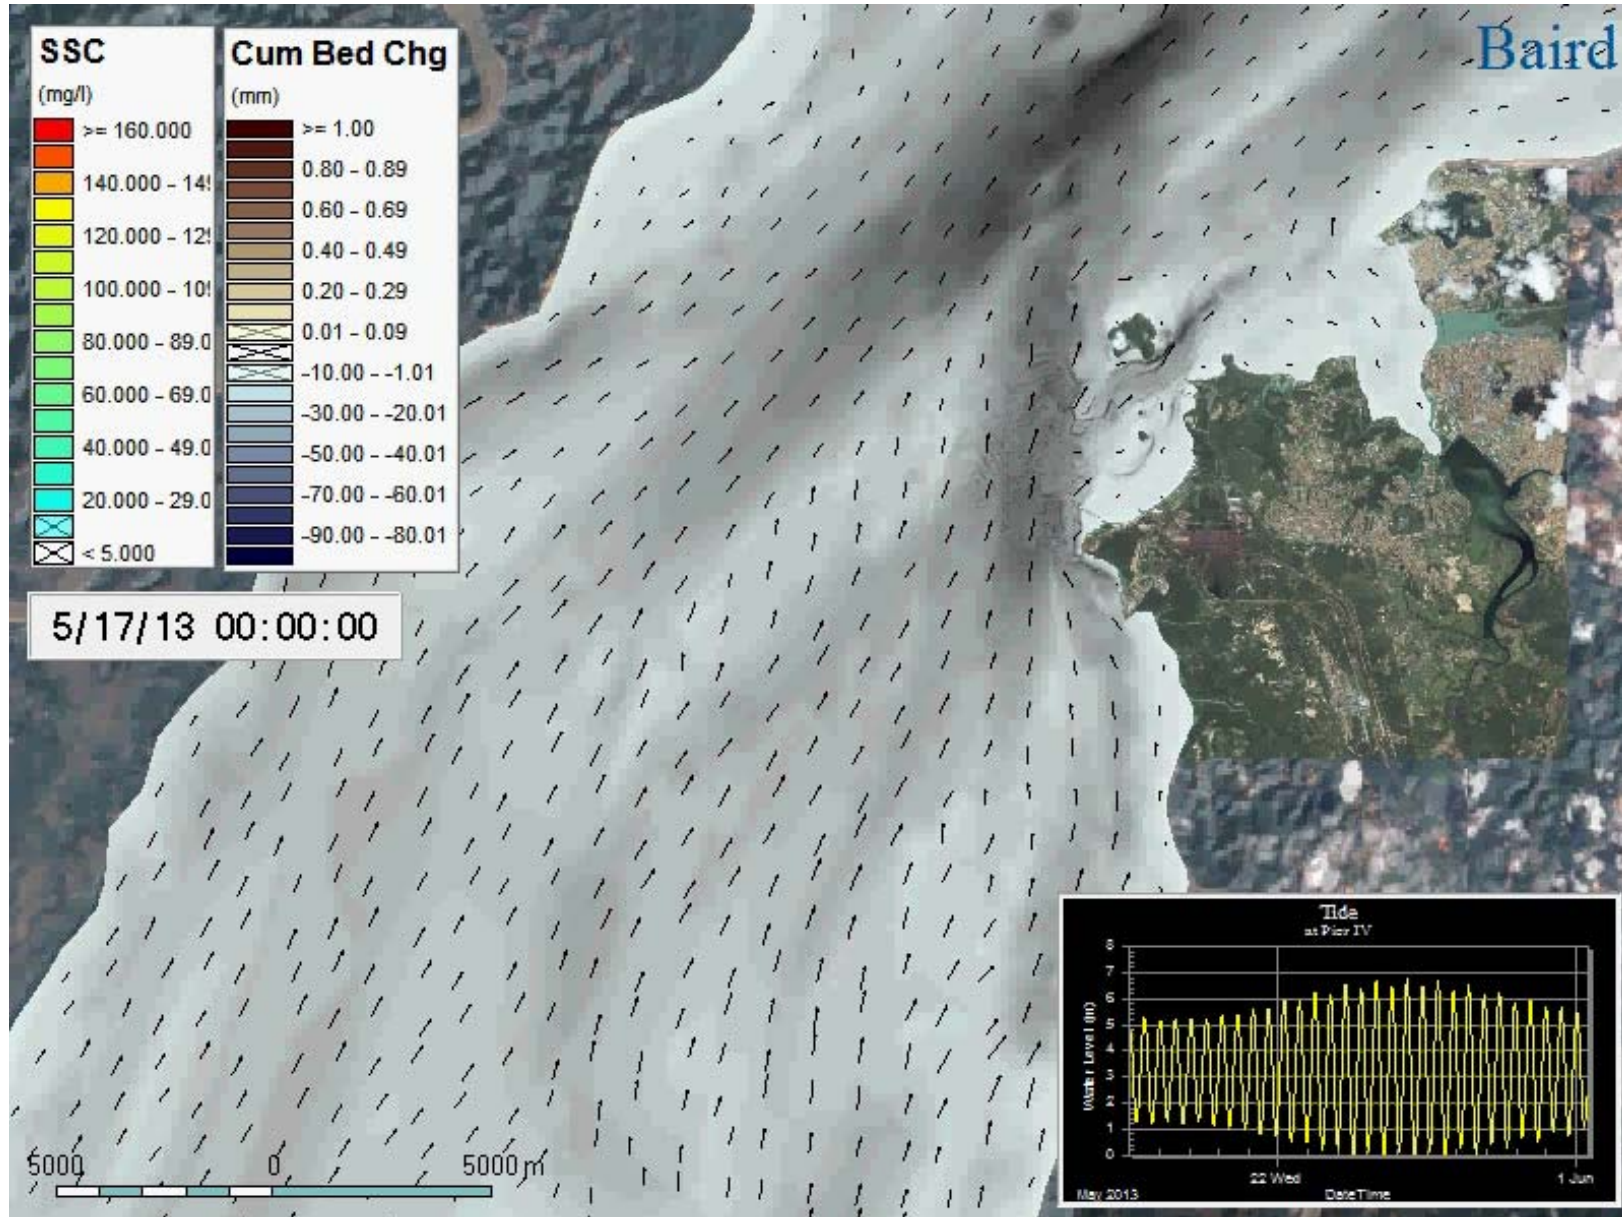 SSC
(mg/l)
>= 160.000
140.000 - 14
120.000 - 12
100.000 - 10
80.000 - 89.0
60.000 - 69.0
40.000 - 49.0
20.000 - 29.0
< 5.000
Cum Bed Chg
(mm)
>= 1.00
0.80 - 0.89
0.60 - 0.69
0.40 - 0.49
0.20 - 0.29
0.01 - 0.09
-10.00 - -1.01
-30.00 - -20.01
-50.00 - -40.01
-70.00 - -60.01
-90.00 - -80.01
Baird
5/17/13 00:00:00
5000 0 5000 m
Tide
at Pier IV
Water Level (m)
8
7
6
5
4
3
2
1
0
22 Wed 1 Jun
May 2013 DateTime